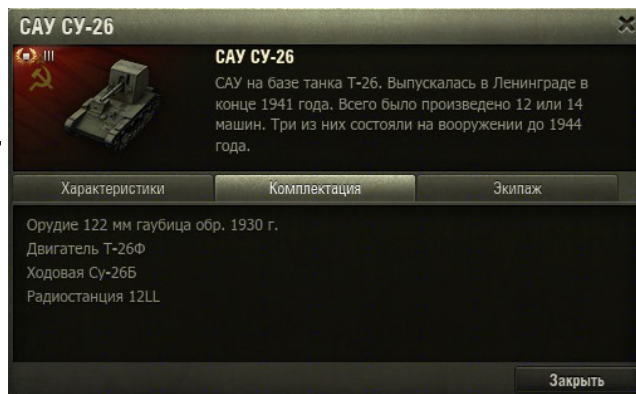 САУ СУ-26
III
САУ СУ-26
САУ на базе танка Т-26. Выпускалась в Ленинграде в
конце 1941 года. Всего было произведено 12 или 14
машин. Три из них состояли на вооружении до 1944
года.
Характеристики Комплектация Экипаж
Орудие 122 мм гаубица обр. 1930 г.
Двигатель Т-26Ф
Ходовая Су-26Б
Радиостанция 12LL
Закрыть